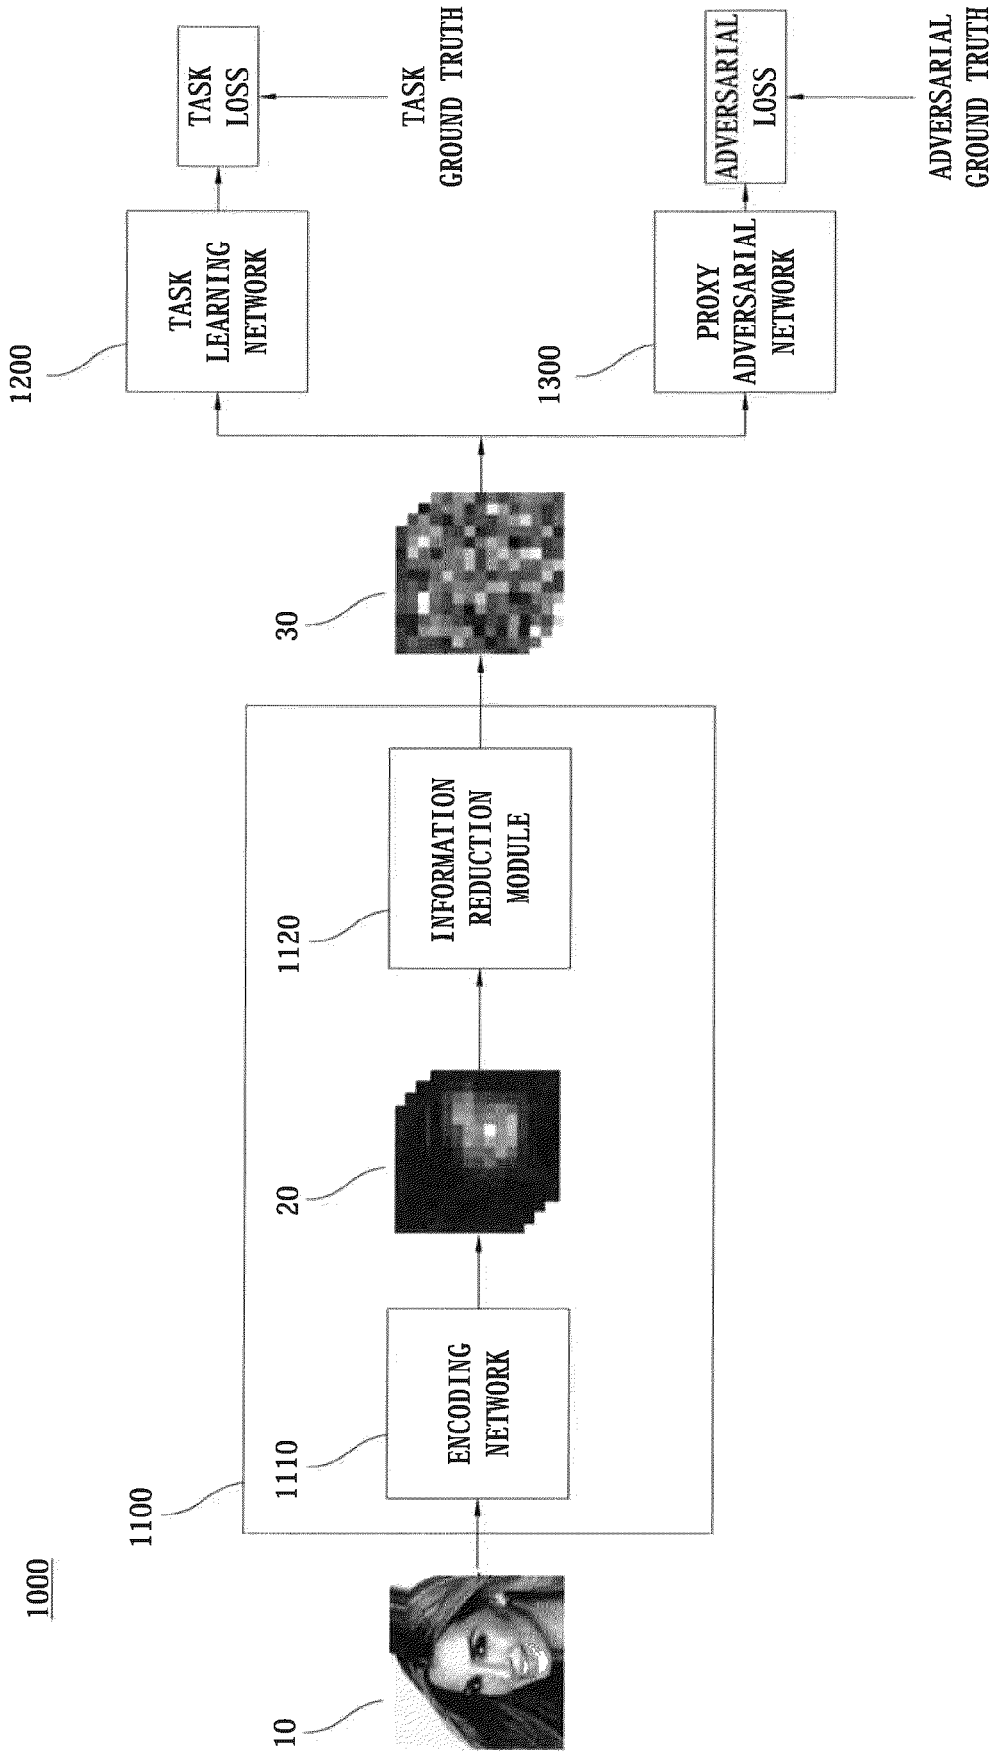 1000
1100
10
1110
ENCODING
NETWORK
20
1120
INFORMATION
REDUCTION
MODULE
30
1200
TASK
LEARNING
NETWORK
TASK
LOSS
TASK
GROUND TRUTH
1300
PROXY
ADVERSARIAL
NETWORK
ADVERSARIAL
LOSS
ADVERSARIAL
GROUND TRUTH